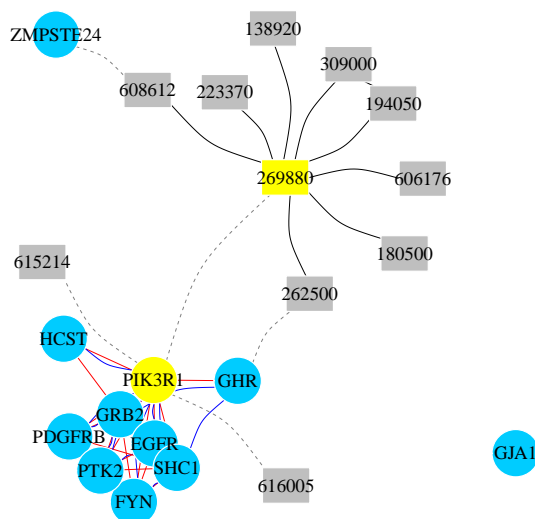 138920
ZMPSTE24
309000
608612
223370
194050
269880
606176
180500
615214
262500
HCST
PIK3R1
GHR
GRB2
PDGFRB
EGFR
GJA1
PTK2
SHC1
616005
FYN